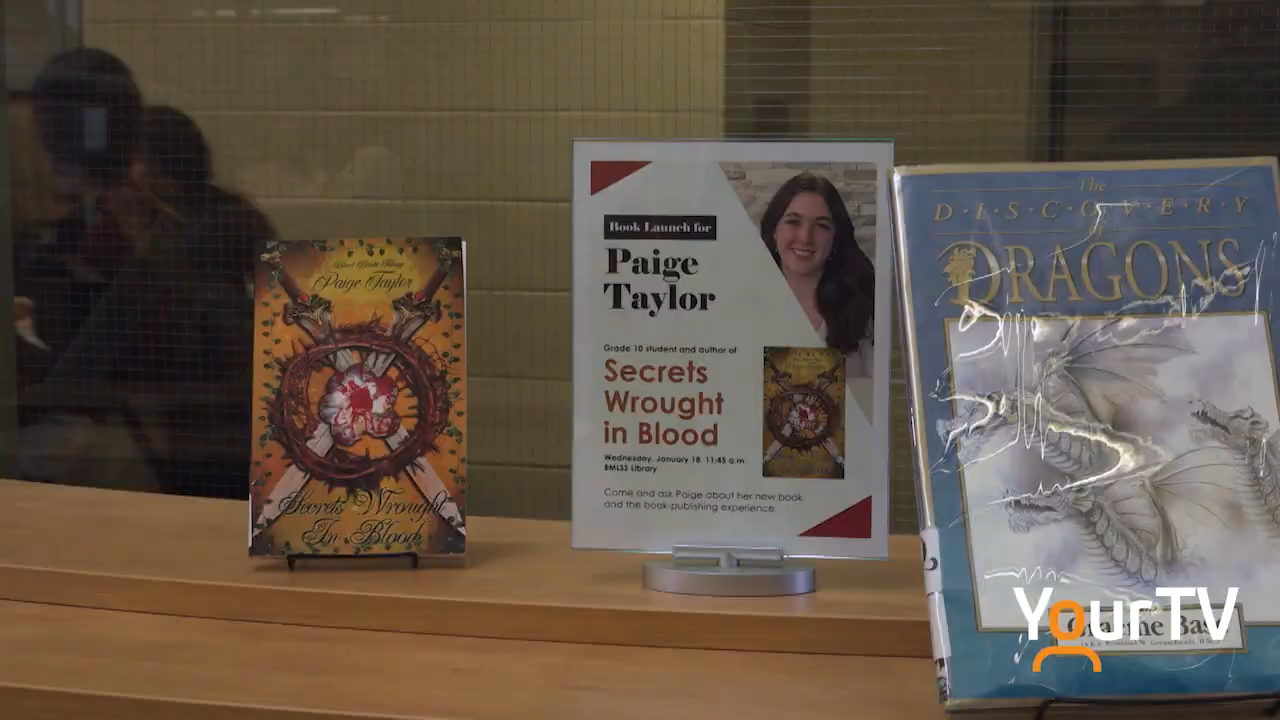 Paige Taylor
Secrets Wrought
In Blood
Book Launch for
Paige
Taylor
Grade 10 student and author of
Secrets
Wrought
in Blood
Wednesday, January 18, 11:45 a.m.
BMLSS Library
Come and ask Paige about her new book
and the book-publishing experience
The
D·I·S·C·O·V·E·R·Y
DRAGONS
Graeme Bas
YourTV